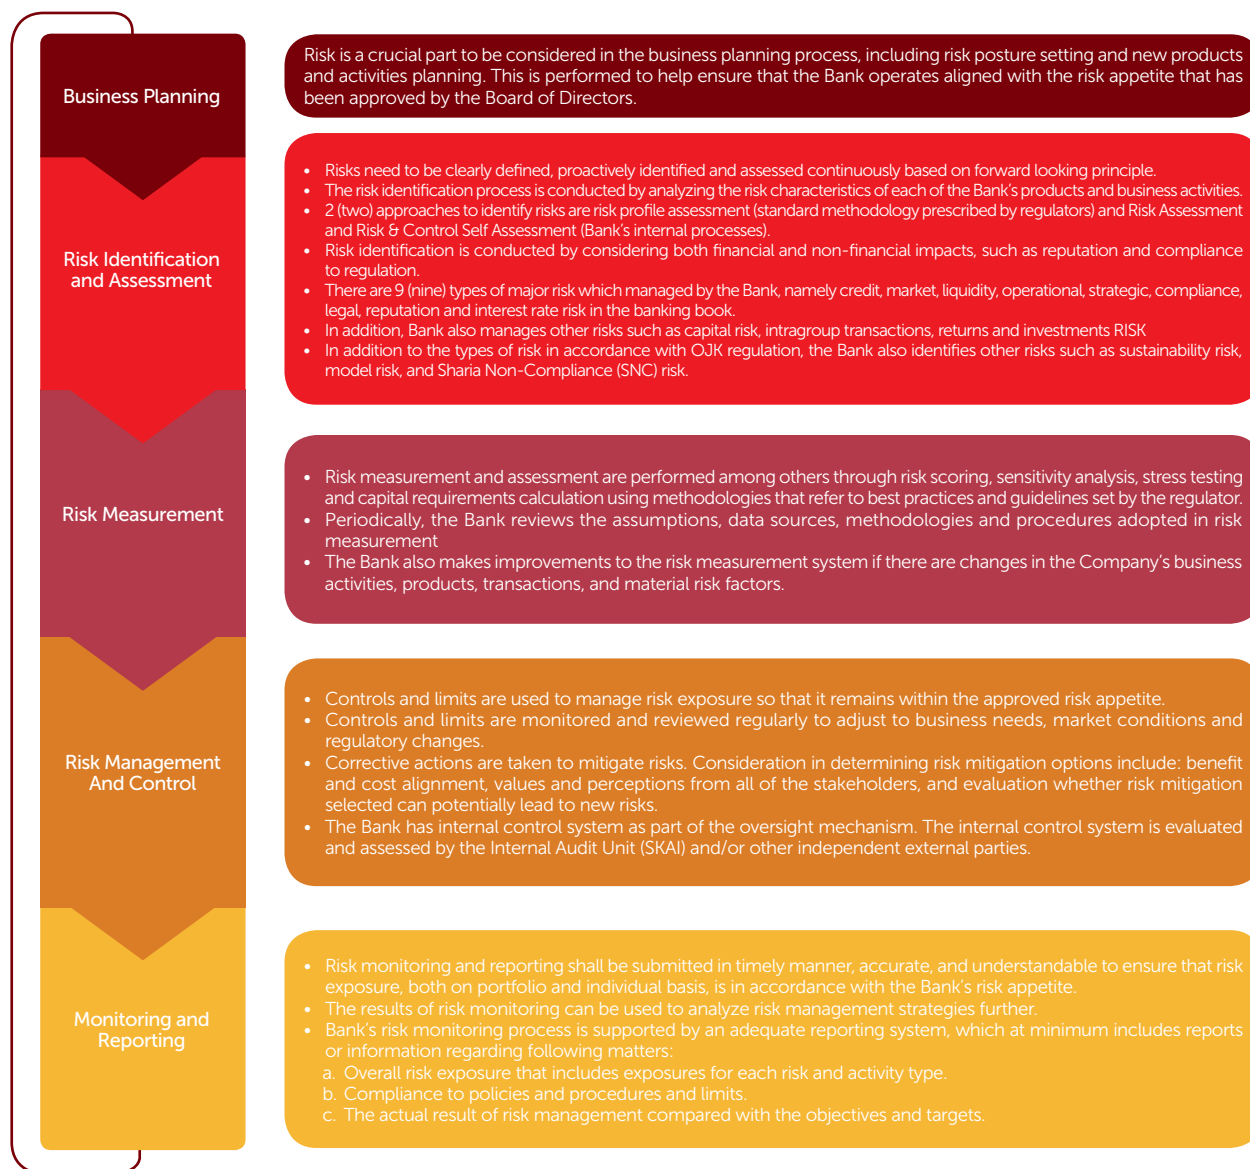 Business Planning
Risk is a crucial part to be considered in the business planning process, including risk posture setting and new products
and activities planning. This is performed to help ensure that the Bank operates aligned with the risk appetite that has
been approved by the Board of Directors.
Risk Identification
and Assessment
• Risks need to be clearly defined, proactively identified and assessed continuously based on forward looking principle.
• The risk identification process is conducted by analyzing the risk characteristics of each of the Bank's products and business activities.
• 2 (two) approaches to identify risks are risk profile assessment (standard methodology prescribed by regulators) and Risk Assessment
and Risk & Control Self Assessment (Bank's internal processes).
• Risk identification is conducted by considering both financial and non-financial impacts, such as reputation and compliance
to regulation.
• There are 9 (nine) types of major risk which managed by the Bank, namely credit, market, liquidity, operational, strategic, compliance,
legal, reputation and interest rate risk in the banking book.
• In addition, Bank also manages other risks such as capital risk, intragroup transactions, returns and investments RISK
• In addition to the types of risk in accordance with OJK regulation, the Bank also identifies other risks such as sustainability risk,
model risk, and Sharia Non-Compliance (SNC) risk.
Risk Measurement
• Risk measurement and assessment are performed among others through risk scoring, sensitivity analysis, stress testing
and capital requirements calculation using methodologies that refer to best practices and guidelines set by the regulator.
• Periodically, the Bank reviews the assumptions, data sources, methodologies and procedures adopted in risk
measurement
• The Bank also makes improvements to the risk measurement system if there are changes in the Company's business
activities, products, transactions, and material risk factors.
Risk Management
And Control
• Controls and limits are used to manage risk exposure so that it remains within the approved risk appetite.
• Controls and limits are monitored and reviewed regularly to adjust to business needs, market conditions and
regulatory changes.
• Corrective actions are taken to mitigate risks. Consideration in determining risk mitigation options include: benefit
and cost alignment, values and perceptions from all of the stakeholders, and evaluation whether risk mitigation
selected can potentially lead to new risks.
• The Bank has internal control system as part of the oversight mechanism. The internal control system is evaluated
and assessed by the Internal Audit Unit (SKAI) and/or other independent external parties.
Monitoring and
Reporting
• Risk monitoring and reporting shall be submitted in timely manner, accurate, and understandable to ensure that risk
exposure, both on portfolio and individual basis, is in accordance with the Bank's risk appetite.
• The results of risk monitoring can be used to analyze risk management strategies further.
• Bank's risk monitoring process is supported by an adequate reporting system, which at minimum includes reports
or information regarding following matters:
a. Overall risk exposure that includes exposures for each risk and activity type.
b. Compliance to policies and procedures and limits.
c. The actual result of risk management compared with the objectives and targets.